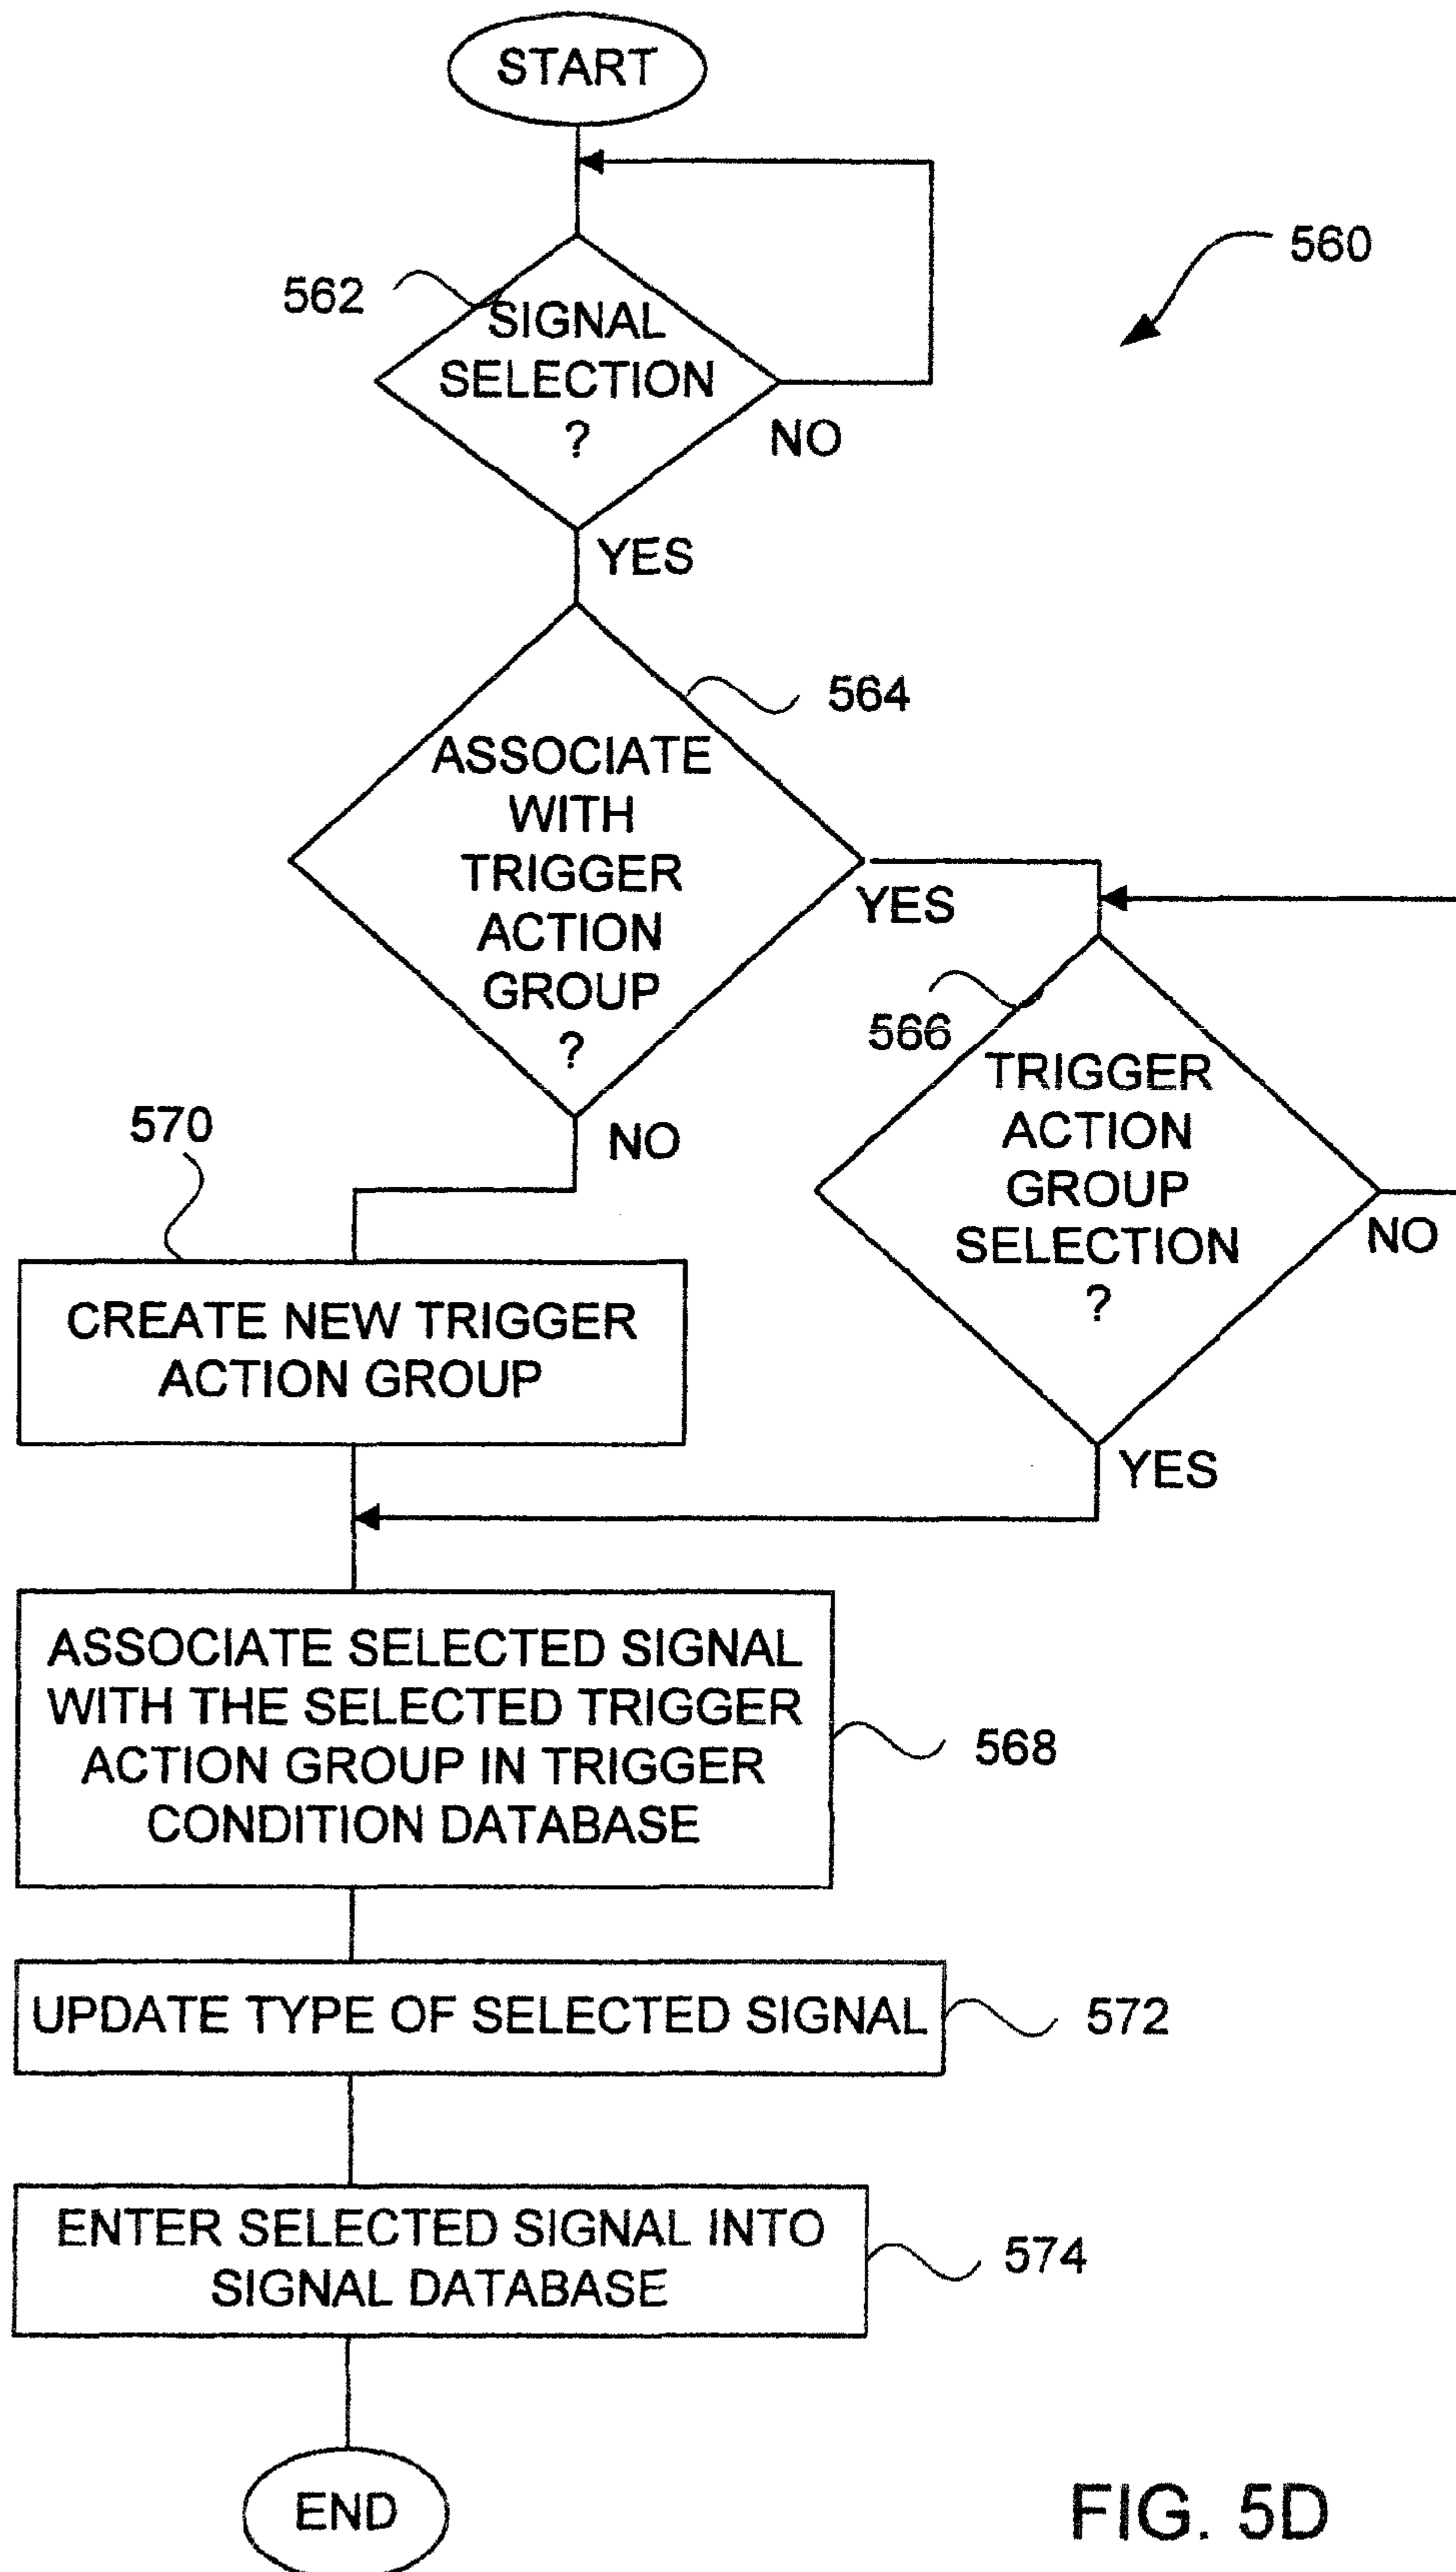 START
560
562
SIGNAL
SELECTION
?
NO
YES
564
ASSOCIATE
WITH
TRIGGER
ACTION
GROUP
?
YES
NO
566
TRIGGER
ACTION
GROUP
SELECTION
?
NO
YES
570
CREATE NEW TRIGGER
ACTION GROUP
ASSOCIATE SELECTED SIGNAL
WITH THE SELECTED TRIGGER
ACTION GROUP IN TRIGGER
CONDITION DATABASE
568
UPDATE TYPE OF SELECTED SIGNAL
572
ENTER SELECTED SIGNAL INTO
SIGNAL DATABASE
574
END
FIG. 5D